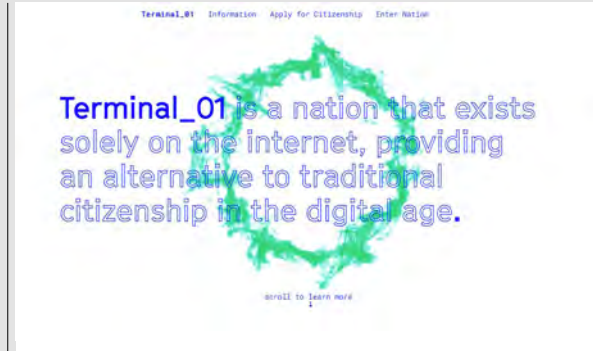 Terminal_01 Information Apply for Citizenship Enter Nation
Terminal_01 is a nation that exists
solely on the internet, providing
an alternative to traditional
citizenship in the digital age.
scroll to learn more
↓